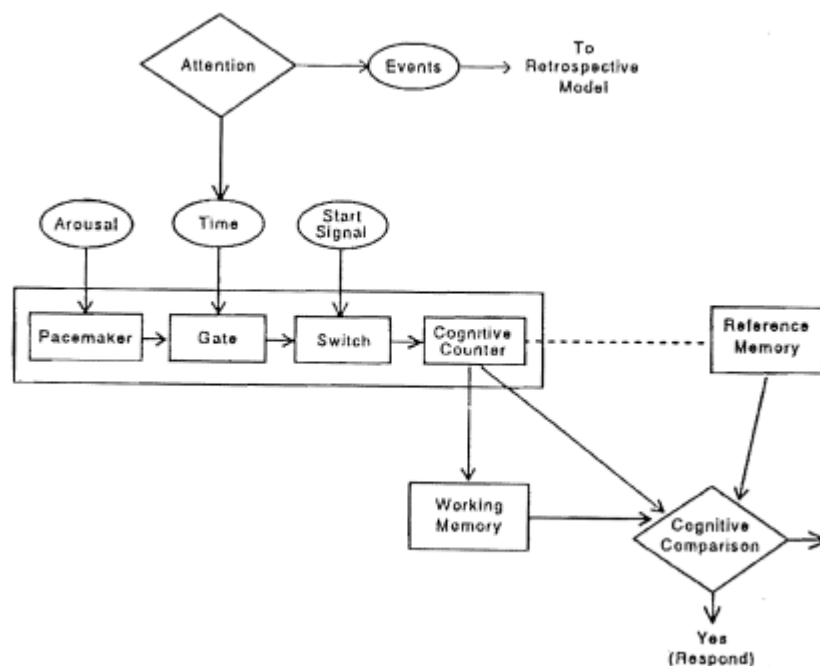 Attention
Events
To
Retrospective
Model
Arousal
Time
Start
Signal
Pacemaker
Gate
Switch
Cognitive
Counter
Reference
Memory
Working
Memory
Cognitive
Comparison
Yes
(Respond)